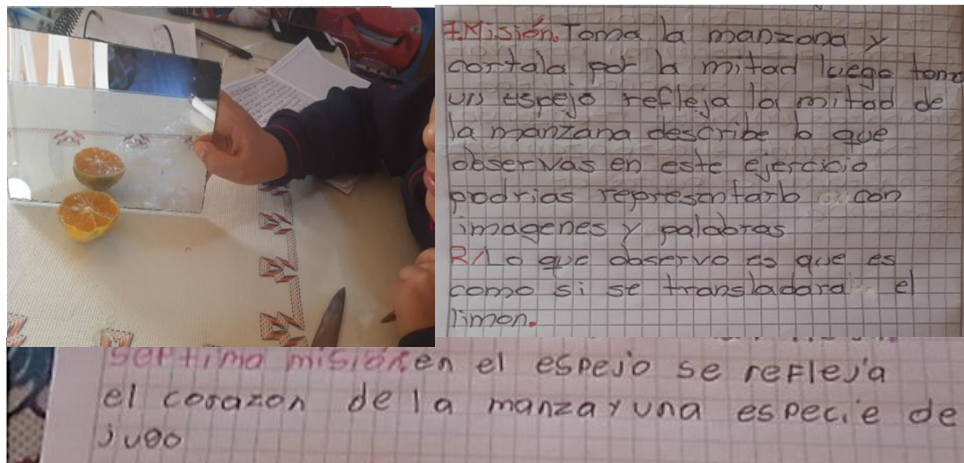 7 Misión. Toma la manzana y
cortala por la mitad luego toma
un espejo refleja la mitad de
la manzana describe lo que
observas en este ejercicio
podrias representarlo con
imagenes y palabras
R/ Lo que observo es que es
como si se transladara el
limon.
septima misión en el espejo se refleja
el corazon de la manza y una especie de
jugo